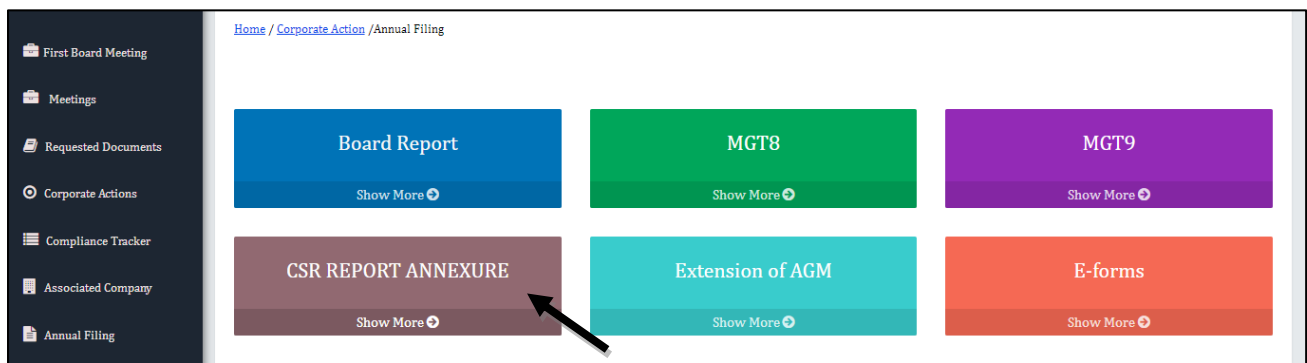 Home / Corporate Action /Annual Filing
First Board Meeting
Meetings
Requested Documents
Corporate Actions
Compliance Tracker
Associated Company
Annual Filing
Board Report
Show More
MGT8
Show More
MGT9
Show More
CSR REPORT ANNEXURE
Show More
Extension of AGM
Show More
E-forms
Show More